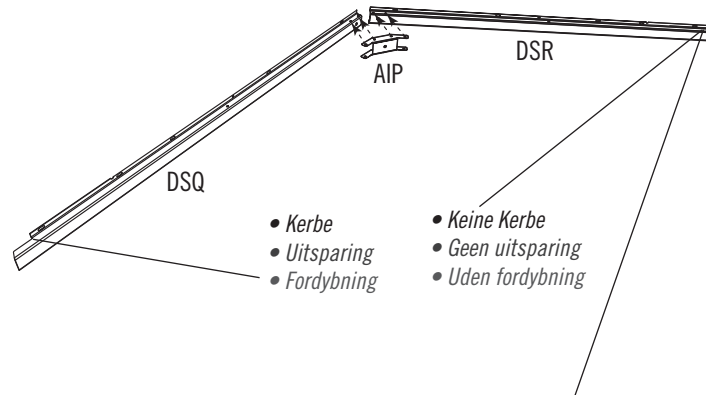 DSR
AIP
DSQ
• Kerbe
• Uitsparing
• Fordybning
• Keine Kerbe
• Geen uitsparing
• Uden fordybning